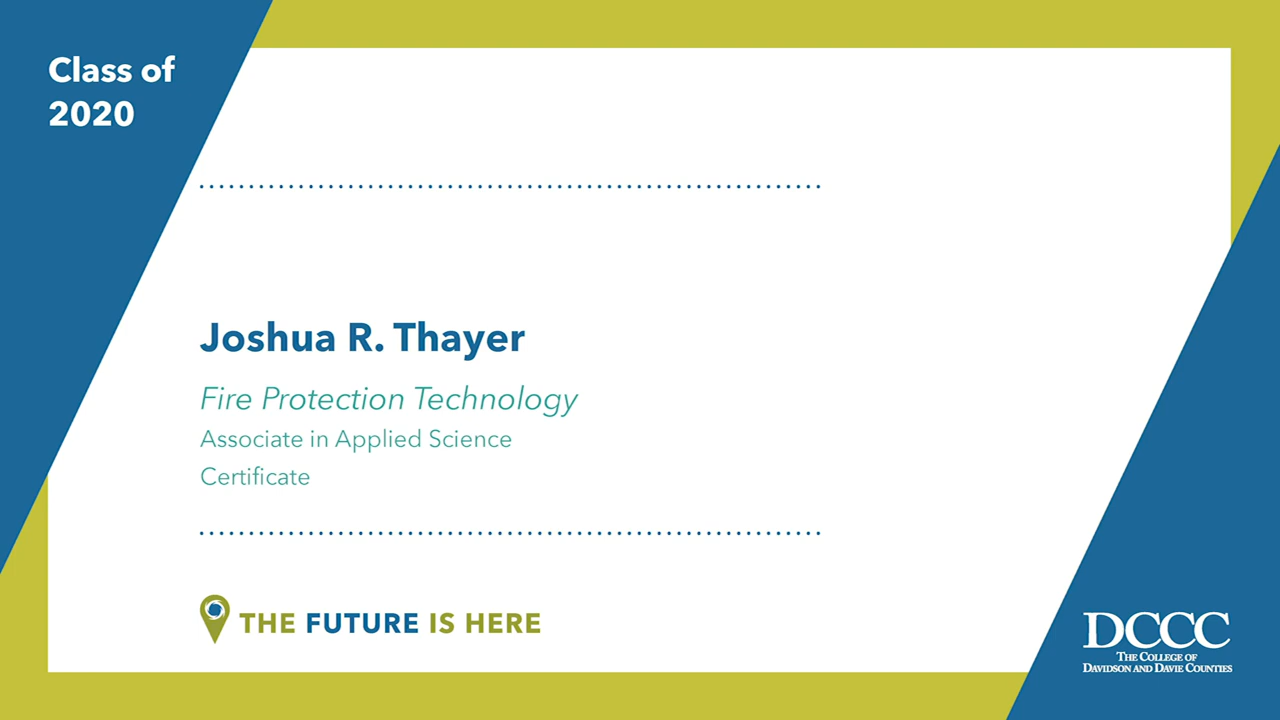 Class of
2020
Joshua R. Thayer
Fire Protection Technology
Associate in Applied Science
Certificate
THE FUTURE IS HERE
DCCC
THE COLLEGE OF
DAVIDSON AND DAVIE COUNTIES